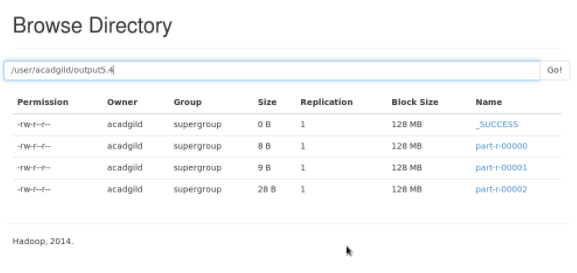 Browse Directory
/user/acadgild/output5.4 Go!
Permission Owner Group Size Replication Block Size Name
-rw-r--r-- acadgild supergroup 0 B 1 128 MB _SUCCESS
-rw-r--r-- acadgild supergroup 8 B 1 128 MB part-r-00000
-rw-r--r-- acadgild supergroup 9 B 1 128 MB part-r-00001
-rw-r--r-- acadgild supergroup 28 B 1 128 MB part-r-00002
Hadoop, 2014.